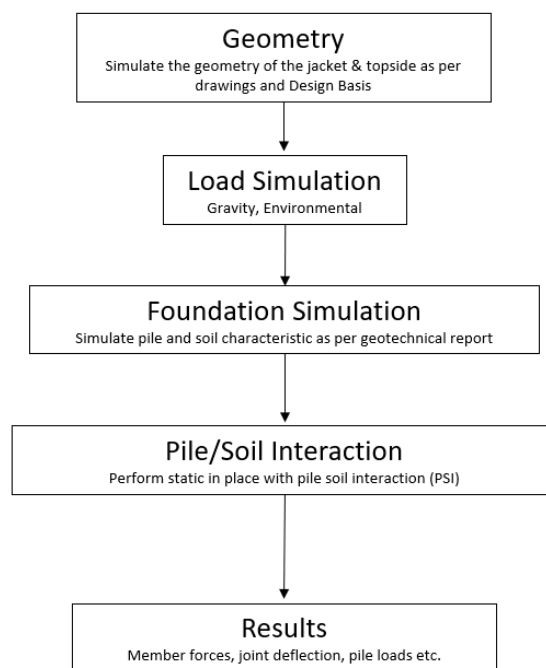 Geometry
Simulate the geometry of the jacket & topside as per
drawings and Design Basis
Load Simulation
Gravity, Environmental
Foundation Simulation
Simulate pile and soil characteristic as per geotechnical report
Pile/Soil Interaction
Perform static in place with pile soil interaction (PSI)
Results
Member forces, joint deflection, pile loads etc.